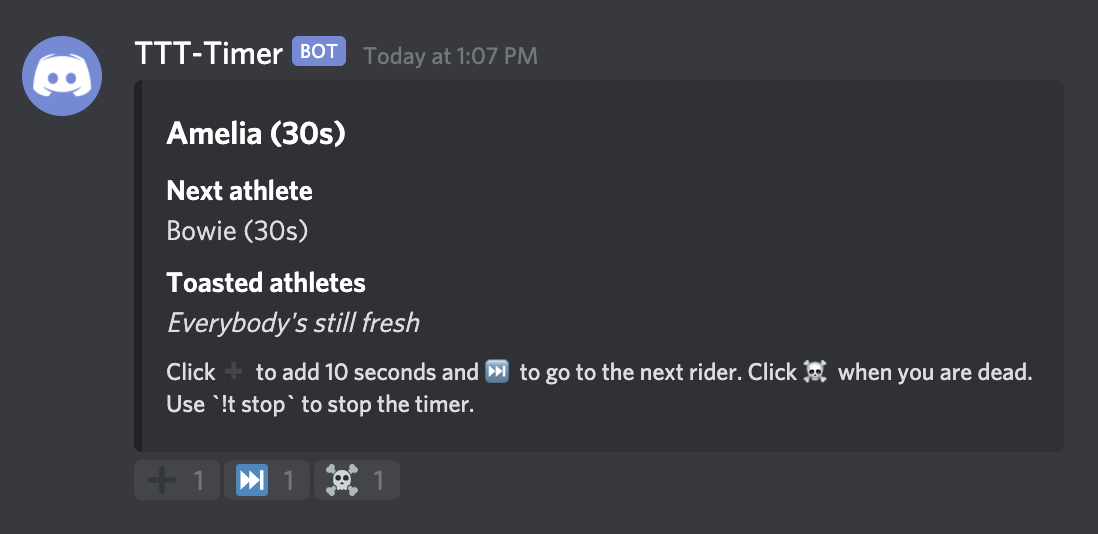 TTT-Timer BOT Today at 1:07 PM
Amelia (30s)
Next athlete
Bowie (30s)
Toasted athletes
Everybody's still fresh
Click ➕ to add 10 seconds and ⏭️ to go to the next rider. Click ☠️ when you are dead.
Use `!t stop` to stop the timer.
➕ 1 ⏭️ 1 ☠️ 1